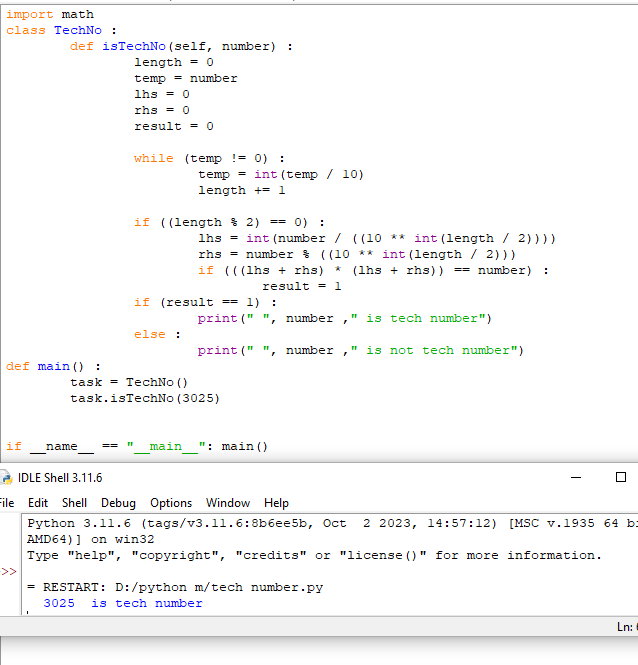 import math
class TechNo :
        def isTechNo(self, number) :
                length = 0
                temp = number
                lhs = 0
                rhs = 0
                result = 0

                while (temp != 0) :
                        temp = int(temp / 10)
                        length += 1

                if ((length % 2) == 0) :
                        lhs = int(number / ((10 ** int(length / 2))))
                        rhs = number % ((10 ** int(length / 2)))
                        if (((lhs + rhs) * (lhs + rhs)) == number) :
                                result = 1
                if (result == 1) :
                        print(" ", number ," is tech number")
                else :
                        print(" ", number ," is not tech number")
def main() :
        task = TechNo()
        task.isTechNo(3025)

if __name__ == "__main__": main()
IDLE Shell 3.11.6
File Edit Shell Debug Options Window Help
Python 3.11.6 (tags/v3.11.6:8b6ee5b, Oct  2 2023, 14:57:12) [MSC v.1935 64 bi
AMD64)] on win32
Type "help", "copyright", "credits" or "license()" for more information.
>>
= RESTART: D:/python m/tech number.py
  3025  is tech number
Ln: